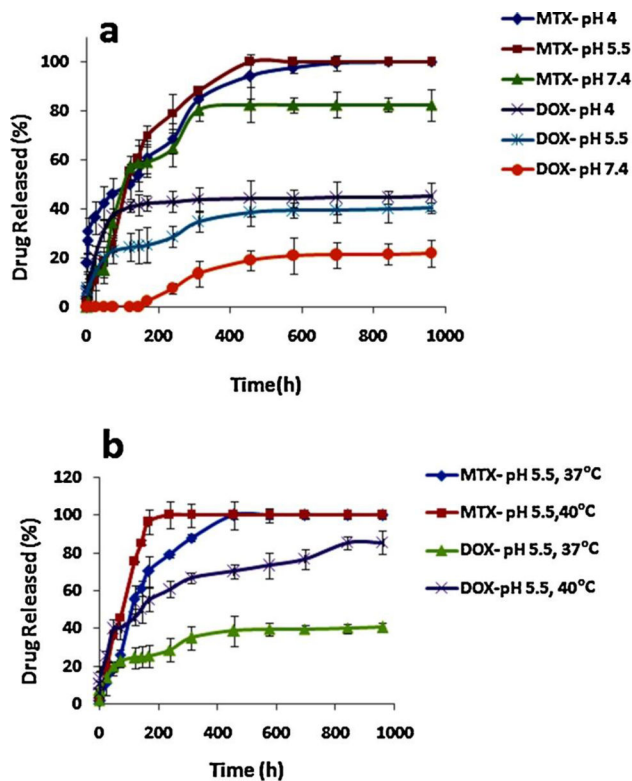 a
MTX- pH 4
MTX- pH 5.5
MTX- pH 7.4
DOX- pH 4
DOX- pH 5.5
DOX- pH 7.4
Drug Released (%)
100
80
60
40
20
0
0 200 400 600 800 1000
Time(h)
b
MTX- pH 5.5, 37°C
MTX- pH 5.5,40°C
DOX- pH 5.5, 37°C
DOX-pH 5.5, 40°C
Drug Released (%)
120
100
80
60
40
20
0
0 200 400 600 800 1000
Time (h)